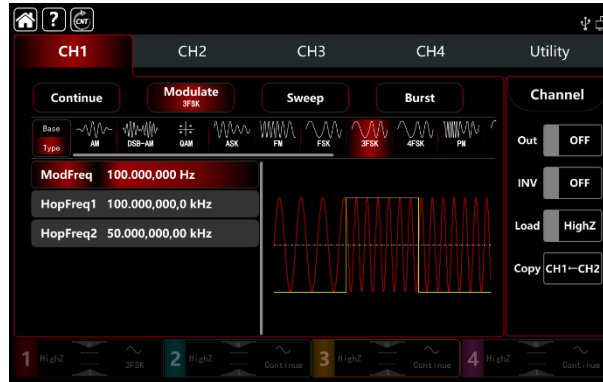 ? CNT
CH1 CH2 CH3 CH4 Utility
Continue Modulate Sweep Burst Channel
3FSK
Base
Type AM DSB-AM QAM ASK FM FSK 3FSK 4FSK PM
Out OFF
ModFreq 100.000,000 Hz
INV OFF
HopFreq1 100.000,000,0 kHz
Load HighZ
HopFreq2 50.000,000,00 kHz
Copy CH1←CH2
1 HighZ 3FSK 2 HighZ Continue 3 HighZ Continue 4 HighZ Continue